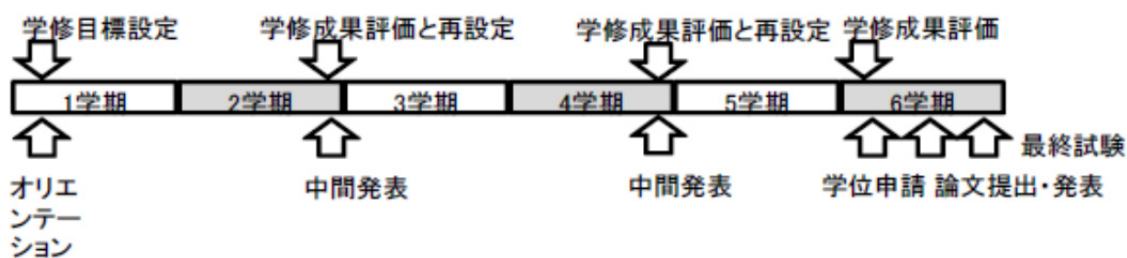 学修目標設定
学修成果評価と再設定
学修成果評価と再設定
学修成果評価
1学期
2学期
3学期
4学期
5学期
6学期
オリエ
ンテー
ション
中間発表
中間発表
学位申請
論文提出・発表
最終試験